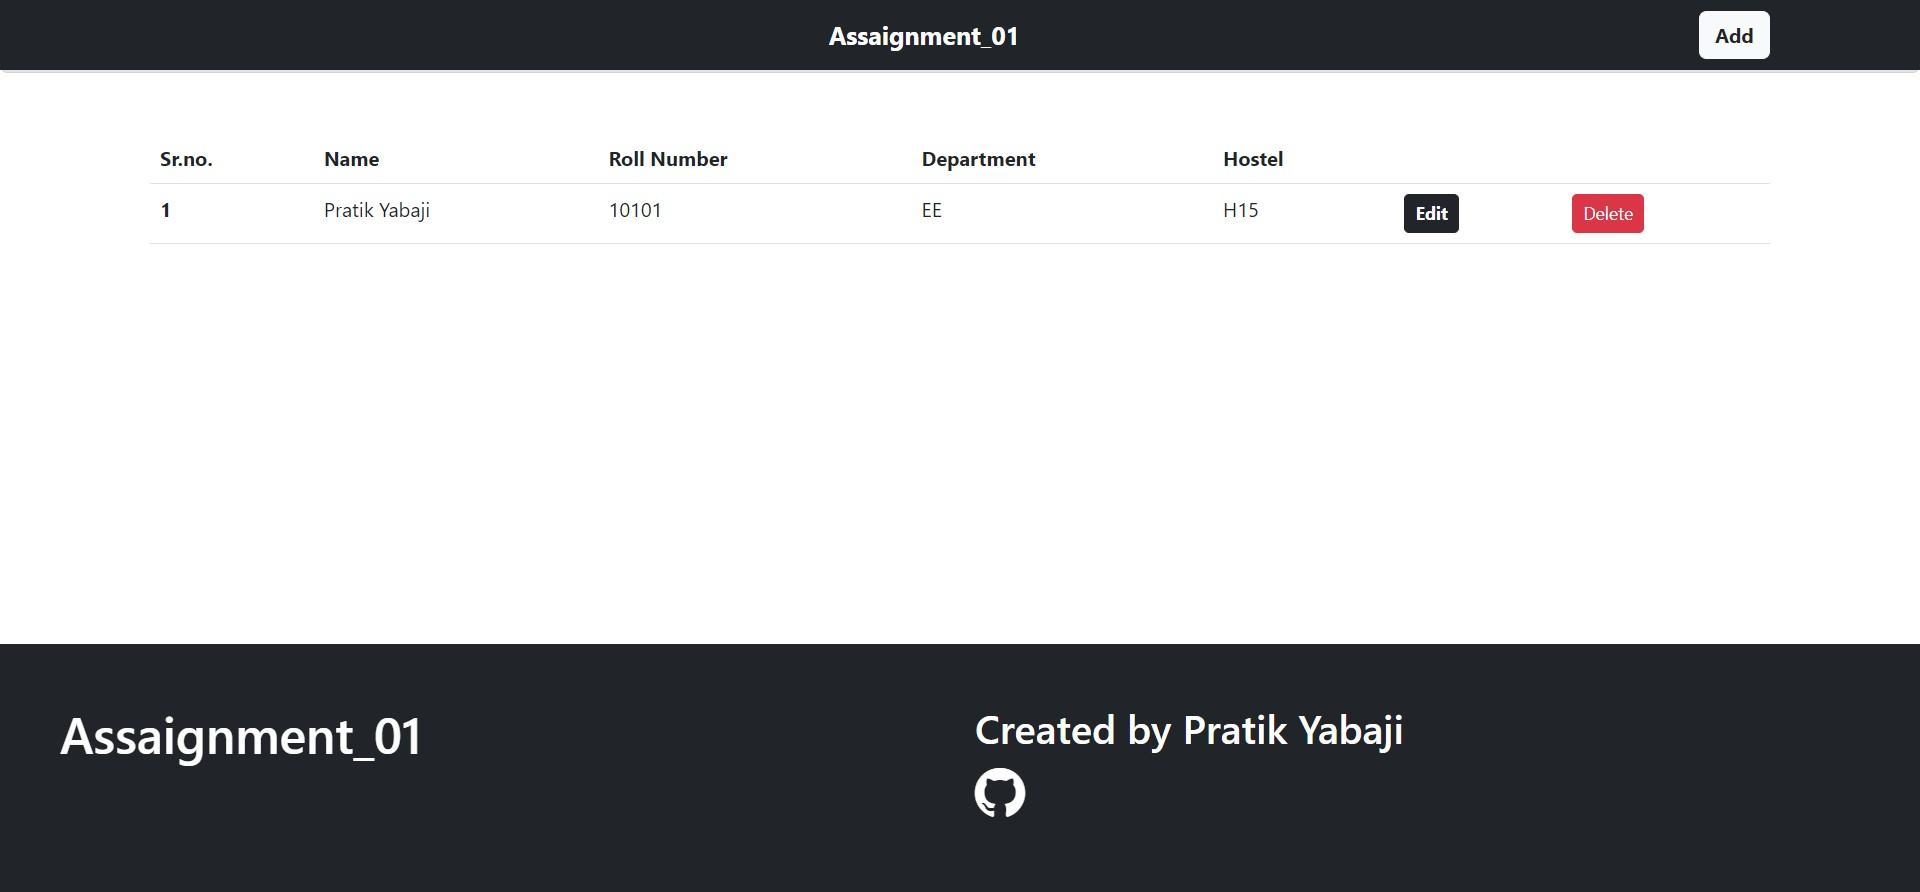 Assaignment_01 Add
Sr.no. Name Roll Number Department Hostel
1 Pratik Yabaji 10101 EE H15 Edit Delete
Assaignment_01
Created by Pratik Yabaji